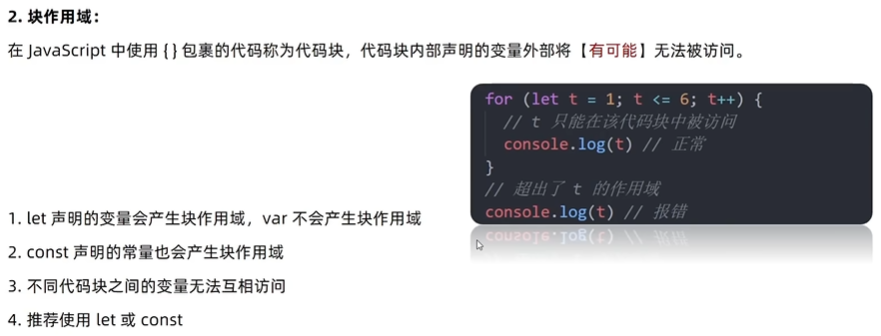 2. 块作用域：
在 JavaScript 中使用 { } 包裹的代码称为代码块，代码块内部声明的变量外部将【有可能】无法被访问。
for (let t = 1; t <= 6; t++) {
// t 只能在该代码块中被访问
console.log(t) // 正常
}
// 超出了 t 的作用域
console.log(t) // 报错
1. let 声明的变量会产生块作用域，var 不会产生块作用域
2. const 声明的常量也会产生块作用域
3. 不同代码块之间的变量无法互相访问
4. 推荐使用 let 或 const